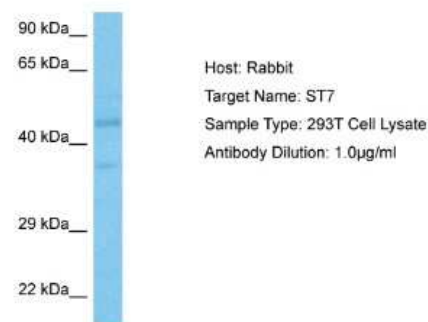 90 kDa
65 kDa
40 kDa
29 kDa
22 kDa
Host: Rabbit
Target Name: ST7
Sample Type: 293T Cell Lysate
Antibody Dilution: 1.0µg/ml